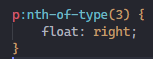 p:nth-of-type(3) {
    float: right;
}